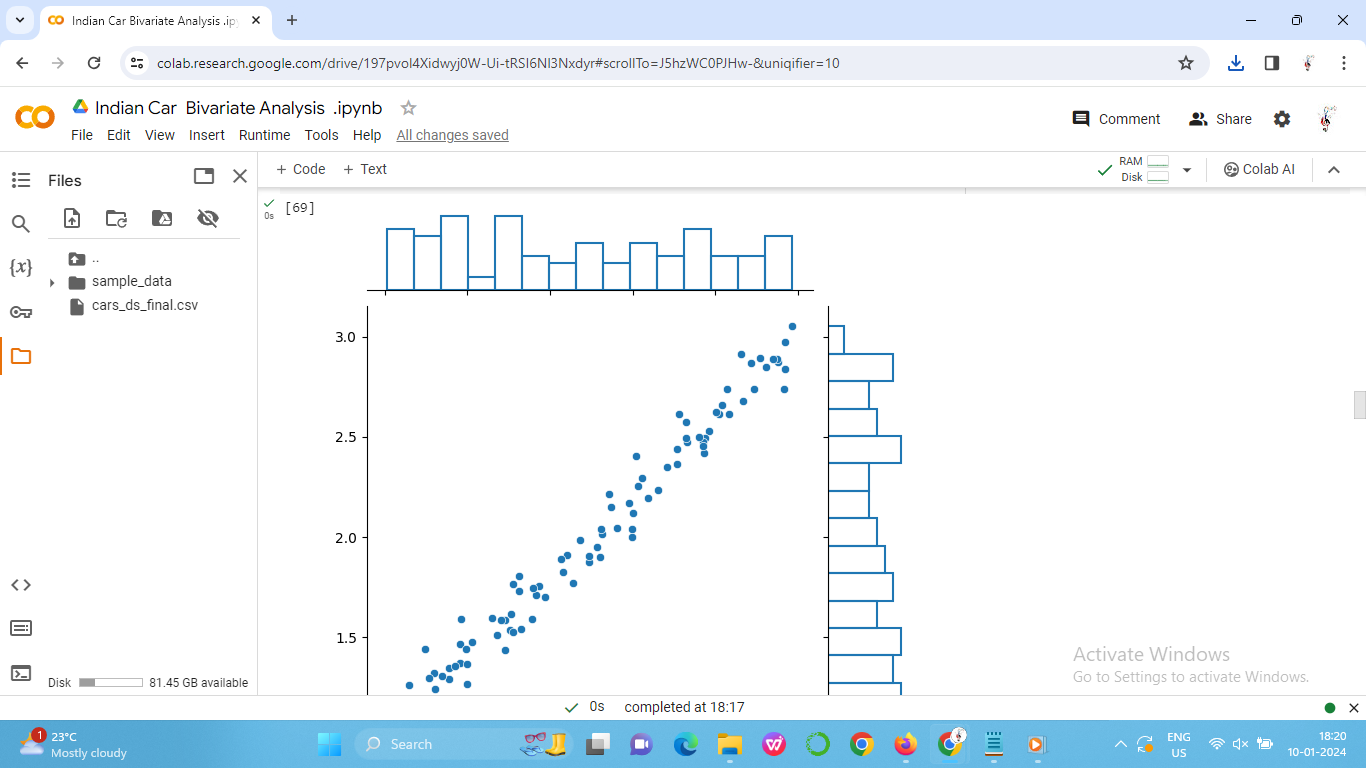 Indian Car Bivariate Analysis .ip
colab.research.google.com/drive/197pvol4Xidwyj0W-Ui-tRSI6NI3Nxdyr#scrollTo=J5hzWC0PJHw-&uniqifier=10
Indian Car Bivariate Analysis .ipynb
Comment
Share
File Edit View Insert Runtime Tools Help All changes saved
Files
+ Code + Text
RAM
Disk
Colab AI
0s
[69]
{x}
..
sample_data
cars_ds_final.csv
3.0
2.5
2.0
1.5
Activate Windows
Go to Settings to activate Windows.
Disk 81.45 GB available
0s completed at 18:17
1
23°C
Mostly cloudy
Search
ENG
US
18:20
10-01-2024